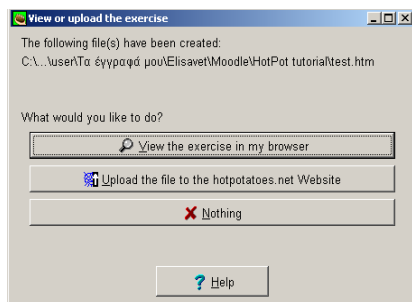 View or upload the exercise
The following file(s) have been created:
C:\...\user\Τα έγγραφά μου\Elisavet\Moodle\HotPot tutorial\test.htm
What would you like to do?
View the exercise in my browser
Upload the file to the hotpotatoes.net Website
Nothing
? Help